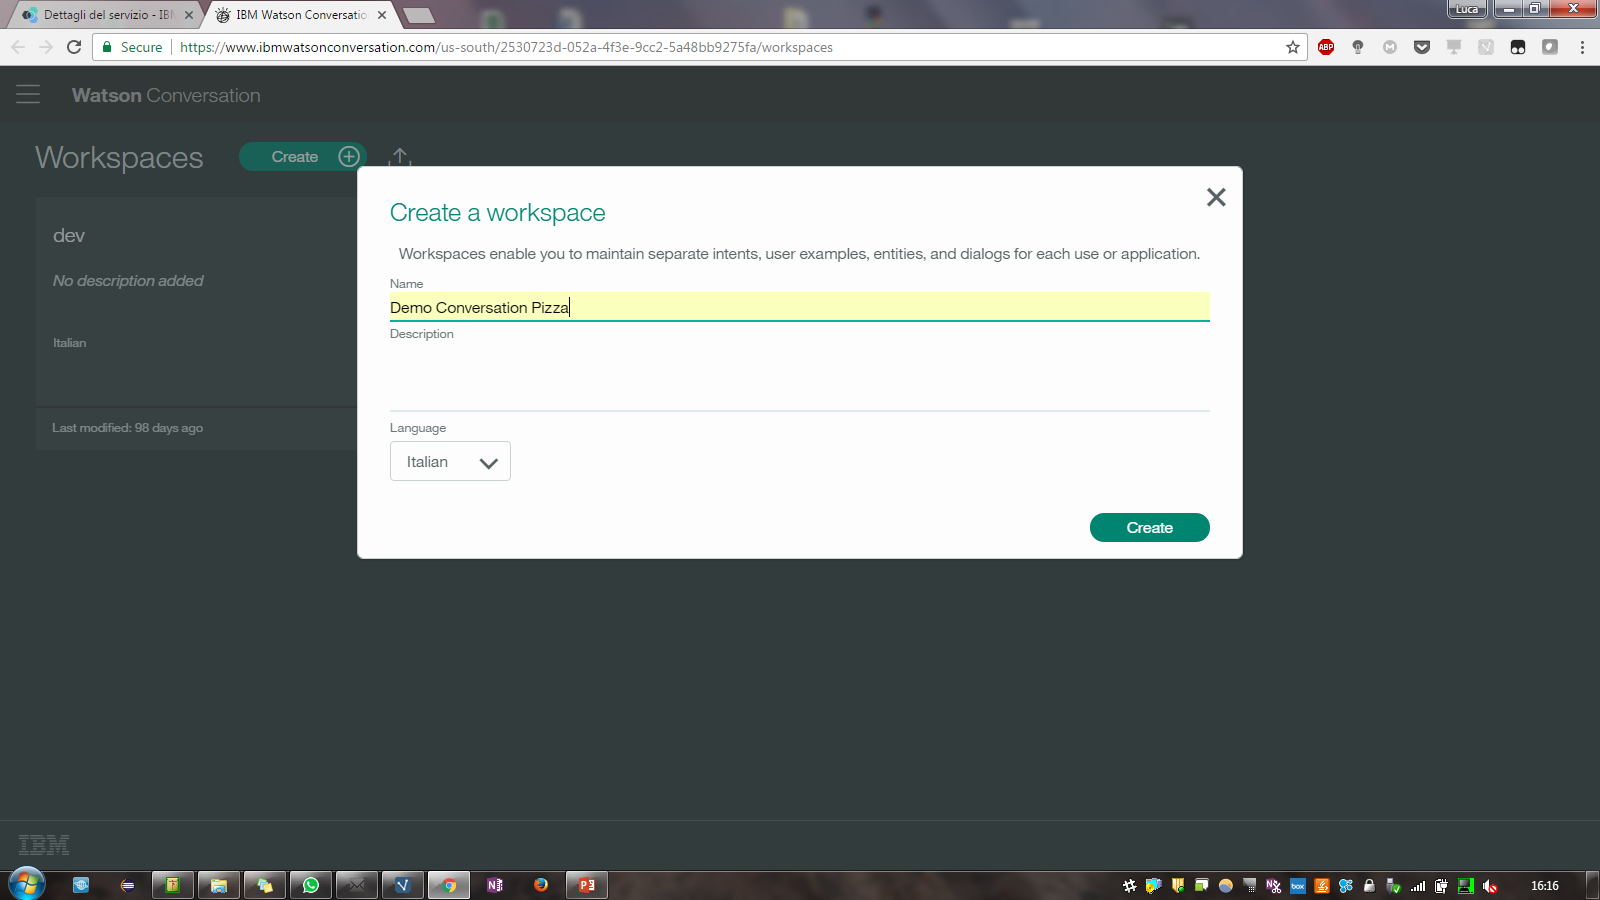 Dettagli del servizio - IBM
IBM Watson Conversatio
Luca
Secure
https://www.ibmwatsonconversation.com/us-south/2530723d-052a-4f3e-9cc2-5a48bb9275fa/workspaces
ABP
Watson Conversation
Workspaces
Create
dev
No description added
Italian
Last modified: 98 days ago
Create a workspace
Workspaces enable you to maintain separate intents, user examples, entities, and dialogs for each use or application.
Name
Demo Conversation Pizza
Description
Language
Italian
Create
IBM
box
16:16